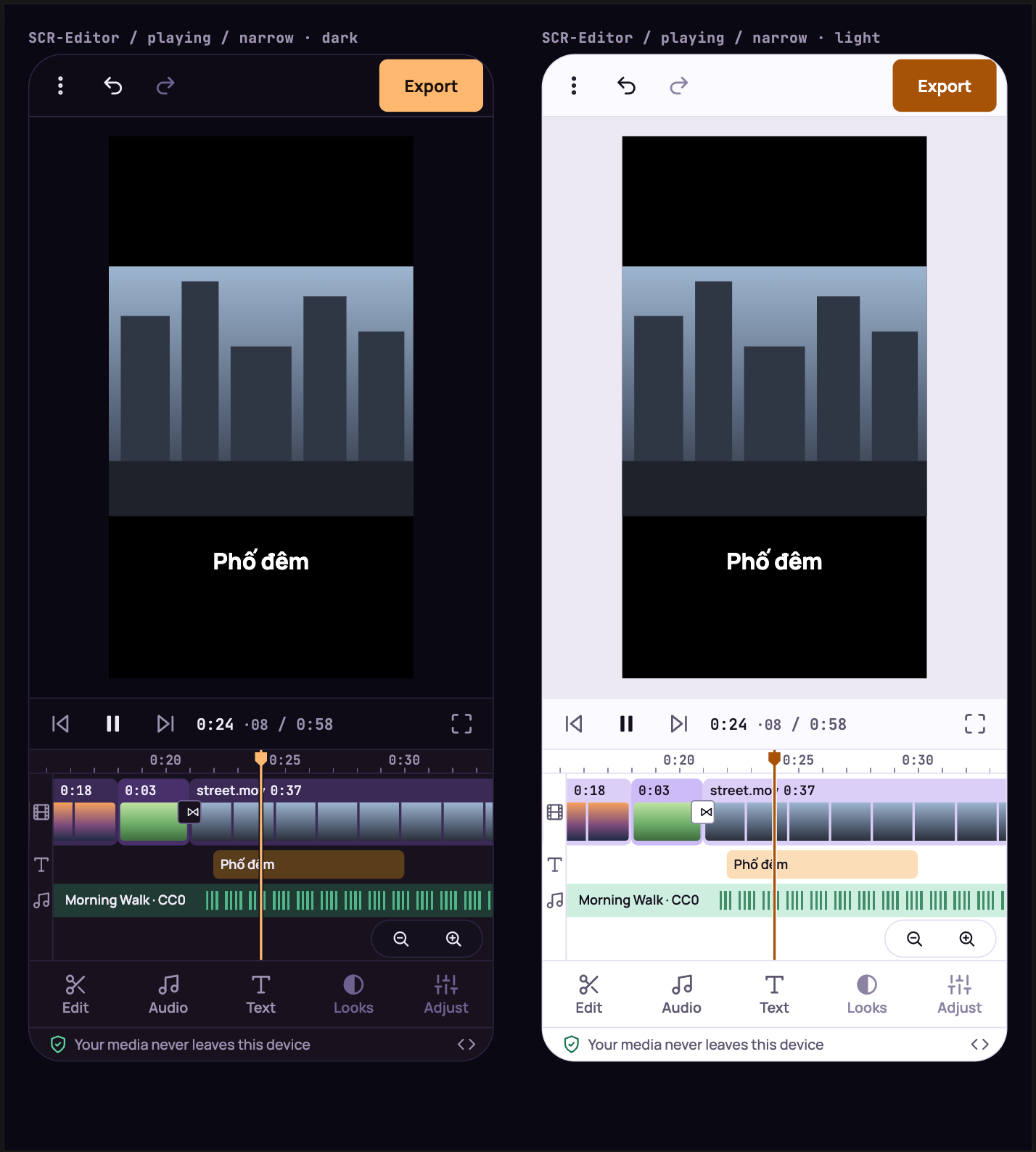 SCR-Editor / playing / narrow · dark
Export
Phố đêm
0:24 ·08 / 0:58
0:20 0:25 0:30
0:18 0:03 street.mov 0:37
Phố đêm
Morning Walk · CC0
Edit Audio Text Looks Adjust
Your media never leaves this device
SCR-Editor / playing / narrow · light
Export
Phố đêm
0:24 ·08 / 0:58
0:20 0:25 0:30
0:18 0:03 street.mov 0:37
Phố đêm
Morning Walk · CC0
Edit Audio Text Looks Adjust
Your media never leaves this device